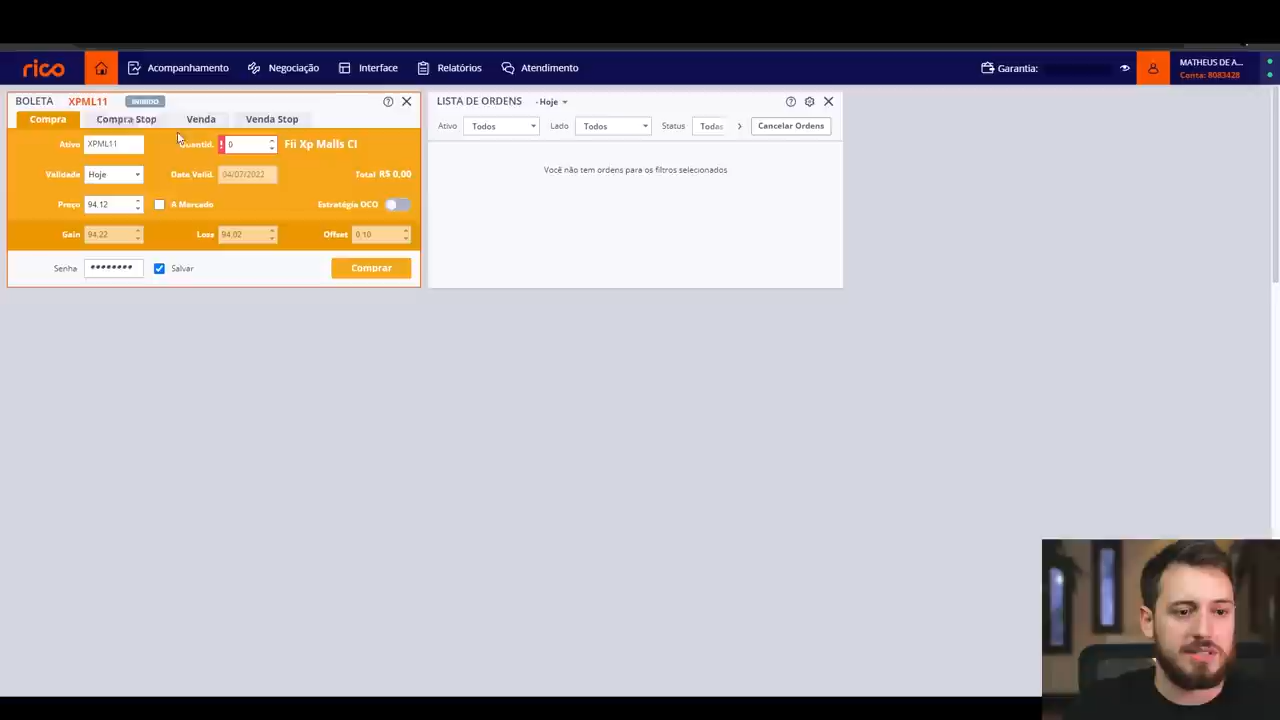 rico Acompanhamento Negociação Interface Relatórios Atendimento Garantia: MATHEUS DE A...
Conta: 8083428
BOLETA XPML11 INIBIDO
Compra Compra Stop Venda Venda Stop
Ativo XPML11 Quantid. ! 0 Fii Xp Malls CI
Validade Hoje Data Valid. 04/07/2022 Total R$ 0,00
Preço 94.12 A Mercado Estratégia OCO
Gain 94.22 Loss 94.02 Offset 0.10
Senha ******** Salvar Comprar
LISTA DE ORDENS - Hoje
Ativo Todos Lado Todos Status Todas Cancelar Ordens
Você não tem ordens para os filtros selecionados